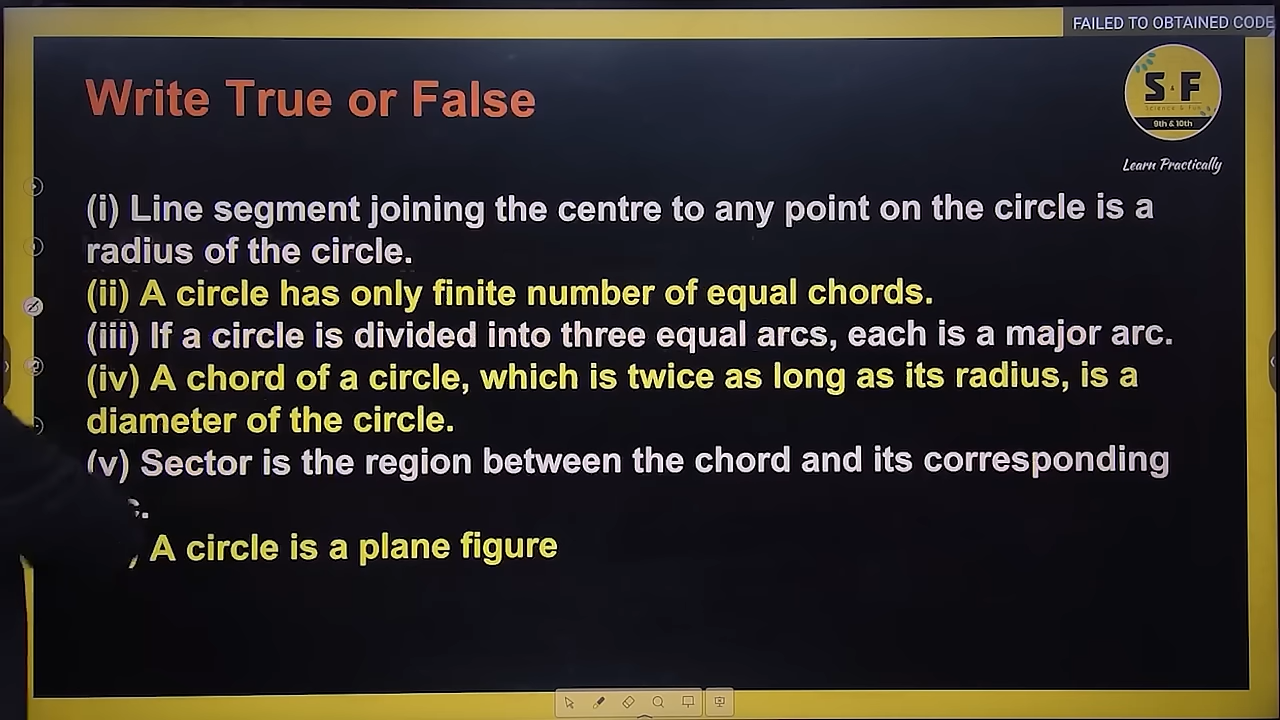 FAILED TO OBTAINED CODE
Write True or False
S & F
Science & Fun
9th & 10th
Learn Practically
(i) Line segment joining the centre to any point on the circle is a
radius of the circle.
(ii) A circle has only finite number of equal chords.
(iii) If a circle is divided into three equal arcs, each is a major arc.
(iv) A chord of a circle, which is twice as long as its radius, is a
diameter of the circle.
(v) Sector is the region between the chord and its corresponding
A circle is a plane figure